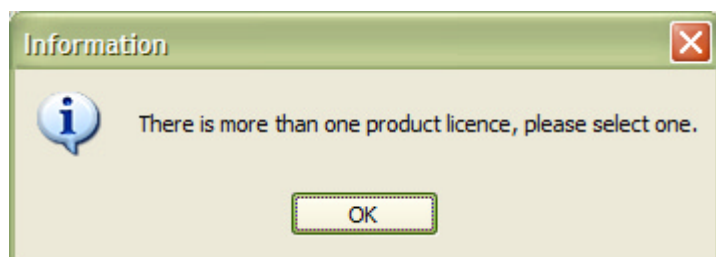 Information
There is more than one product licence, please select one.
OK